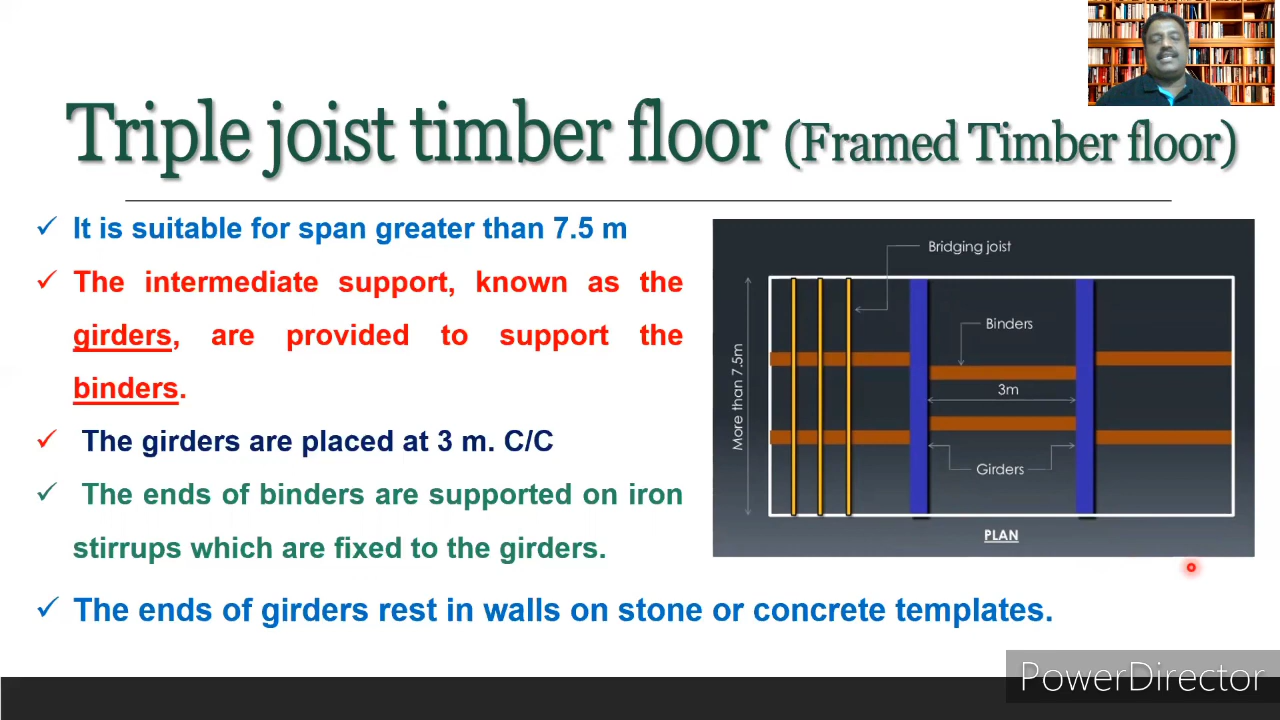 Triple joist timber floor (Framed Timber floor)
✓ It is suitable for span greater than 7.5 m
✓ The intermediate support, known as the
girders, are provided to support the
binders.
✓ The girders are placed at 3 m. C/C
✓ The ends of binders are supported on iron
stirrups which are fixed to the girders.
✓ The ends of girders rest in walls on stone or concrete templates.
Bridging joist
Binders
3m
More than 7.5m
Girders
PLAN
PowerDirector